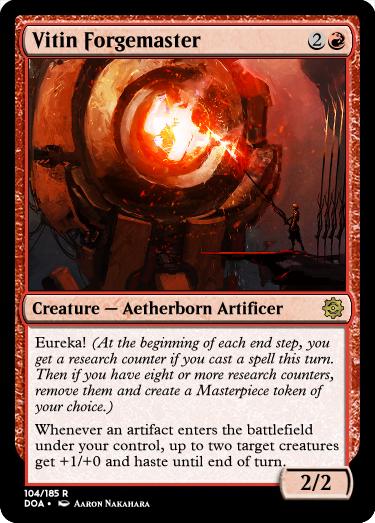 Vitin Forgemaster 2
Creature — Aetherborn Artificer
Eureka! (At the beginning of each end step, you
get a research counter if you cast a spell this turn.
Then if you have eight or more research counters,
remove them and create a Masterpiece token of
your choice.)
Whenever an artifact enters the battlefield
under your control, up to two target creatures
get +1/+0 and haste until end of turn.
2/2
104/185 R
DOA • Aaron Nakahara